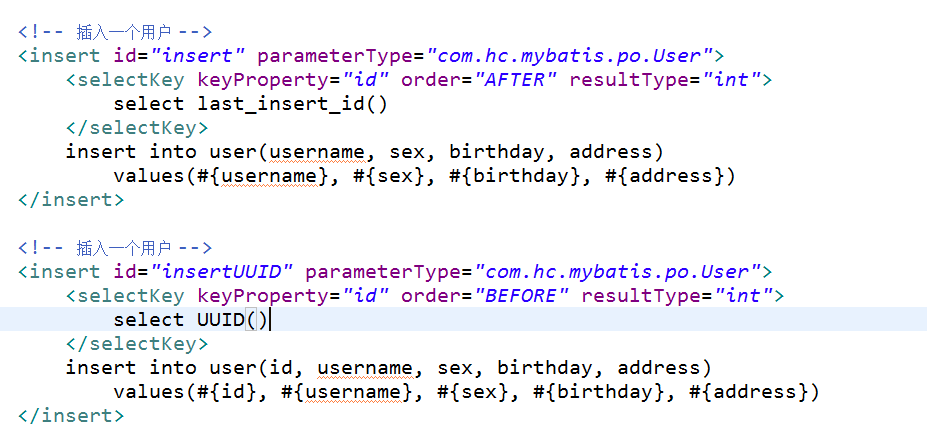 <!-- 插入一个用户 -->
<insert id="insert" parameterType="com.hc.mybatis.po.User">
<selectKey keyProperty="id" order="AFTER" resultType="int">
select last_insert_id()
</selectKey>
insert into user(username, sex, birthday, address)
values(#{username}, #{sex}, #{birthday}, #{address})
</insert>
<!-- 插入一个用户 -->
<insert id="insertUUID" parameterType="com.hc.mybatis.po.User">
<selectKey keyProperty="id" order="BEFORE" resultType="int">
select UUID()
</selectKey>
insert into user(id, username, sex, birthday, address)
values(#{id}, #{username}, #{sex}, #{birthday}, #{address})
</insert>